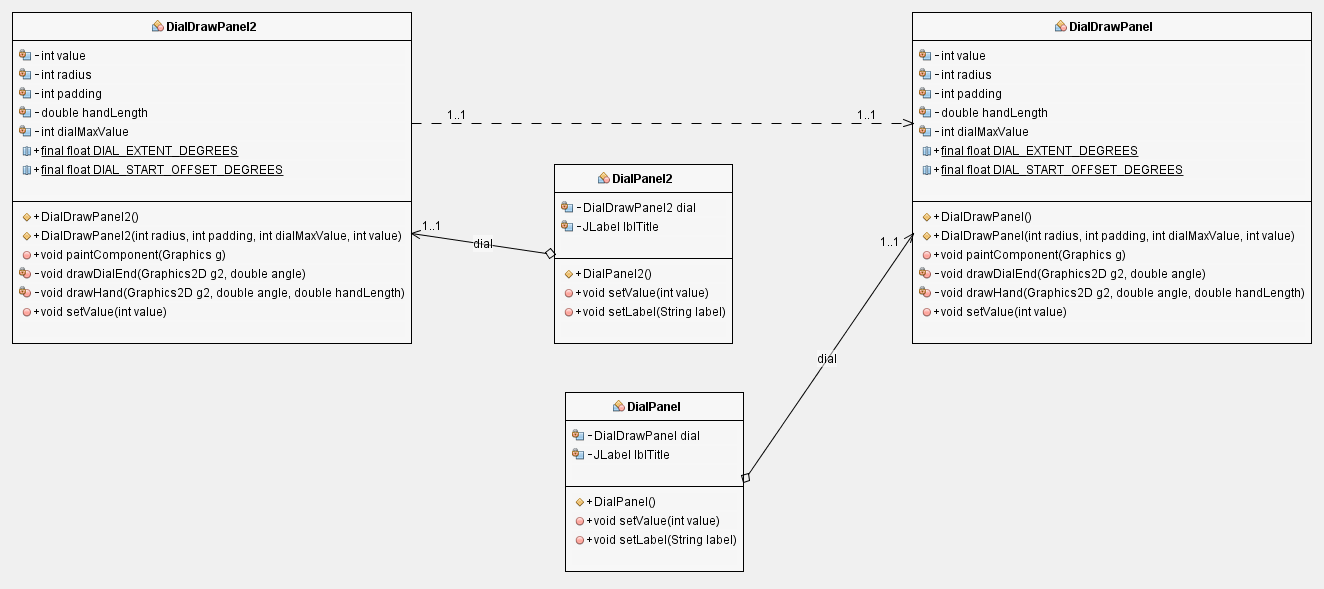 DialDrawPanel2
- int value
- int radius
- int padding
- double handLength
- int dialMaxValue
+ final float DIAL_EXTENT_DEGREES
+ final float DIAL_START_OFFSET_DEGREES
+ DialDrawPanel2()
+ DialDrawPanel2(int radius, int padding, int dialMaxValue, int value)
+ void paintComponent(Graphics g)
- void drawDialEnd(Graphics2D g2, double angle)
- void drawHand(Graphics2D g2, double angle, double handLength)
+ void setValue(int value)
1..1
1..1
1..1
dial
DialPanel2
- DialDrawPanel2 dial
- JLabel lblTitle
+ DialPanel2()
+ void setValue(int value)
+ void setLabel(String label)
DialDrawPanel
- int value
- int radius
- int padding
- double handLength
- int dialMaxValue
+ final float DIAL_EXTENT_DEGREES
+ final float DIAL_START_OFFSET_DEGREES
+ DialDrawPanel()
+ DialDrawPanel(int radius, int padding, int dialMaxValue, int value)
+ void paintComponent(Graphics g)
- void drawDialEnd(Graphics2D g2, double angle)
- void drawHand(Graphics2D g2, double angle, double handLength)
+ void setValue(int value)
1..1
dial
DialPanel
- DialDrawPanel dial
- JLabel lblTitle
+ DialPanel()
+ void setValue(int value)
+ void setLabel(String label)